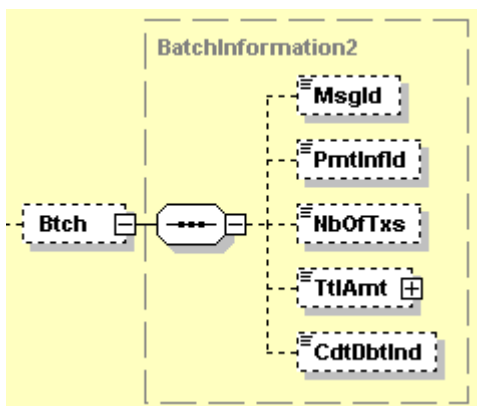 BatchInformation2
MsgId
PmtInfId
Btch
NbOfTxs
TtlAmt
CdtDbtInd